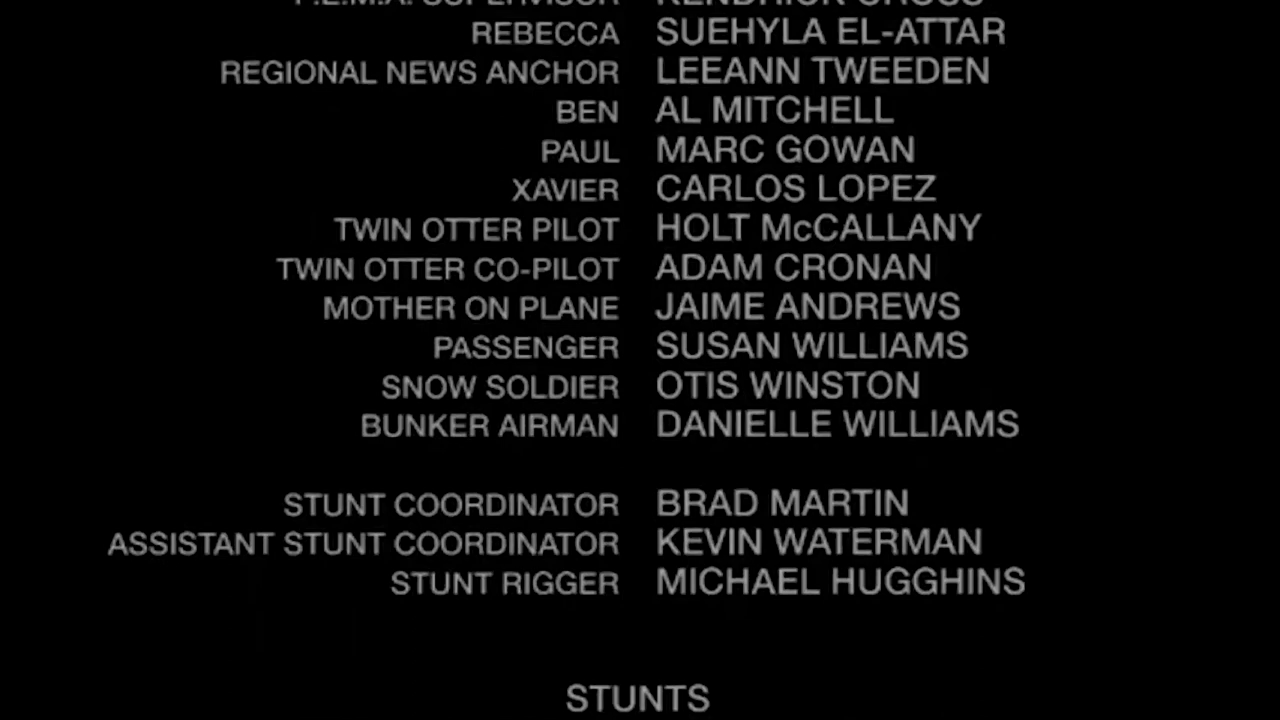 REBECCA SUEHYLA EL-ATTAR
REGIONAL NEWS ANCHOR LEEANN TWEEDEN
BEN AL MITCHELL
PAUL MARC GOWAN
XAVIER CARLOS LOPEZ
TWIN OTTER PILOT HOLT McCALLANY
TWIN OTTER CO-PILOT ADAM CRONAN
MOTHER ON PLANE JAIME ANDREWS
PASSENGER SUSAN WILLIAMS
SNOW SOLDIER OTIS WINSTON
BUNKER AIRMAN DANIELLE WILLIAMS
STUNT COORDINATOR BRAD MARTIN
ASSISTANT STUNT COORDINATOR KEVIN WATERMAN
STUNT RIGGER MICHAEL HUGGHINS
STUNTS